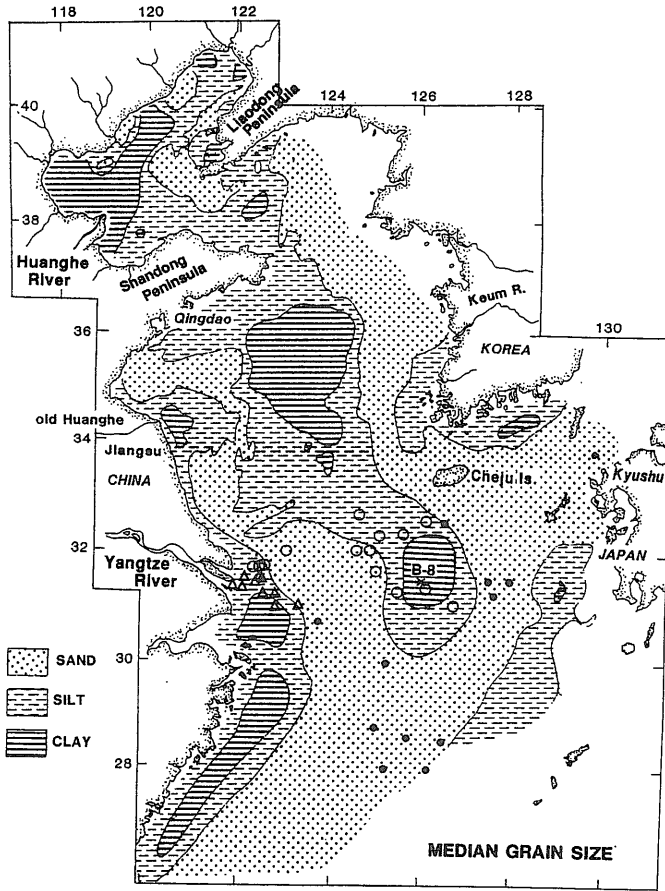 118 120 122
124 126 128
40
38
36
34
32
30
28
130
Liaodong
Peninsula
Huanghe
River
Shandong
Peninsula
Qingdao
Keum R.
KOREA
old Huanghe
Jiangsu
CHINA
Cheju Is.
Kyushu
JAPAN
Yangtze
River
B-8
SAND
SILT
CLAY
MEDIAN GRAIN SIZE